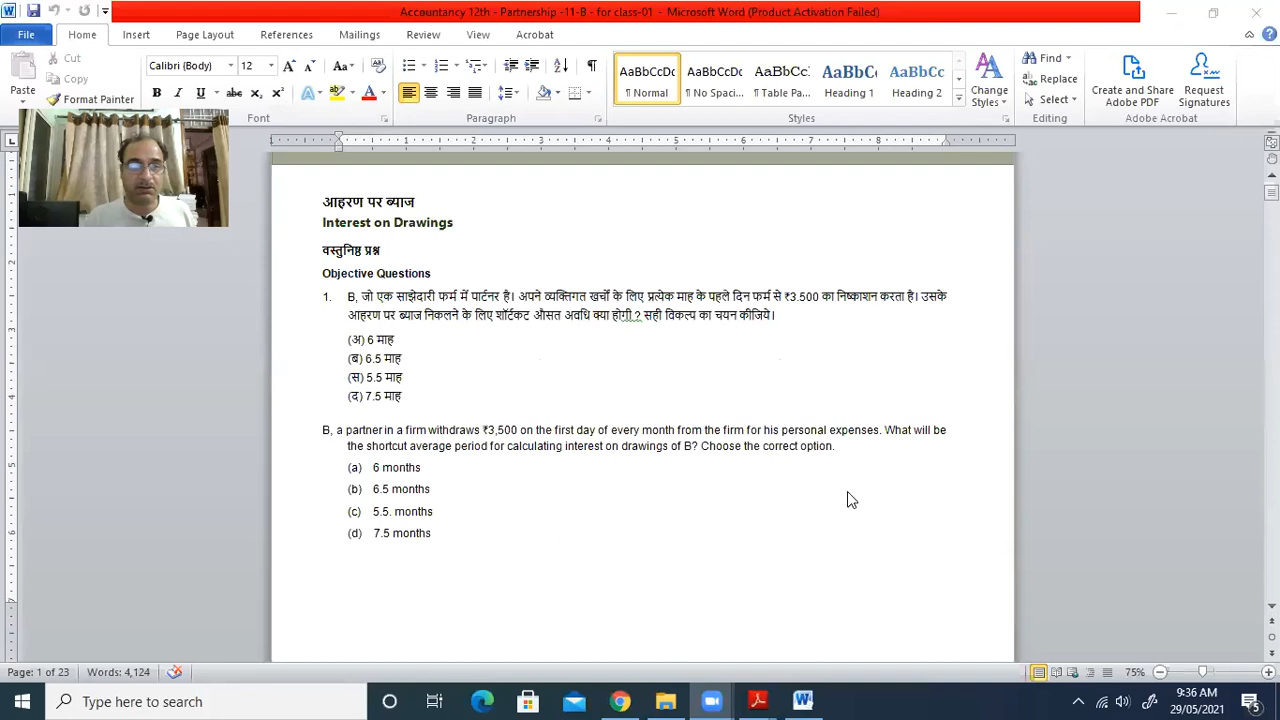 Accountancy 12th - Partnership -11-B - for class-01 - Microsoft Word (Product Activation Failed)
File Home Insert Page Layout References Mailings Review View Acrobat
Cut
Copy
Format Painter
Paste
Calibri (Body) 12
Font
Paragraph
AaBbCcDc AaBbCcDc AaBbCc: AaBbC AaBbCc
¶ Normal ¶ No Spaci... ¶ Table Pa... Heading 1 Heading 2
Styles
Change Styles
Find
Replace
Select
Editing
Create and Share Adobe PDF
Request Signatures
Adobe Acrobat
आहरण पर ब्याज
Interest on Drawings
वस्तुनिष्ठ प्रश्न
Objective Questions
1. B, जो एक साझेदारी फर्म में पार्टनर है। अपने व्यक्तिगत खर्चों के लिए प्रत्येक माह के पहले दिन फर्म से ₹3.500 का निष्काशन करता है। उसके
आहरण पर ब्याज निकलने के लिए शॉर्टकट औसत अवधि क्या होगी ? सही विकल्प का चयन कीजिये।
(अ) 6 माह
(ब) 6.5 माह
(स) 5.5 माह
(द) 7.5 माह
B, a partner in a firm withdraws ₹3,500 on the first day of every month from the firm for his personal expenses. What will be
the shortcut average period for calculating interest on drawings of B? Choose the correct option.
(a) 6 months
(b) 6.5 months
(c) 5.5. months
(d) 7.5 months
Page: 1 of 23 Words: 4,124 75%
Type here to search
9:36 AM
29/05/2021